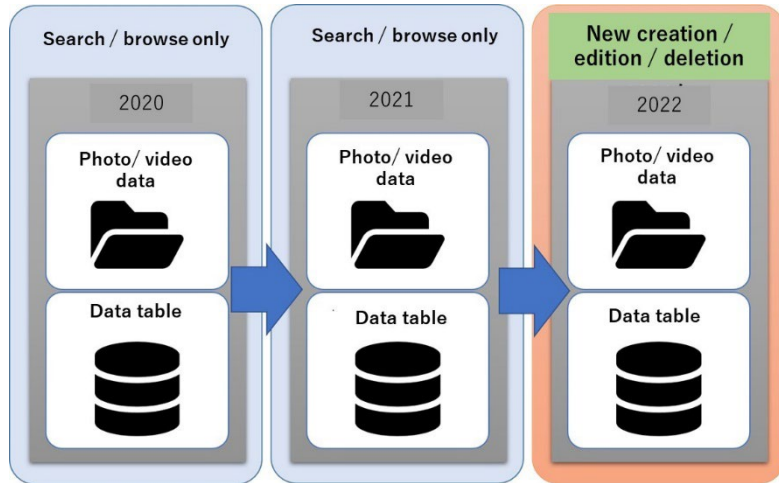 Search / browse only
2020
Photo/ video
data
Data table
Search / browse only
2021
Photo/ video
data
Data table
New creation /
edition / deletion
2022
Photo/ video
data
Data table